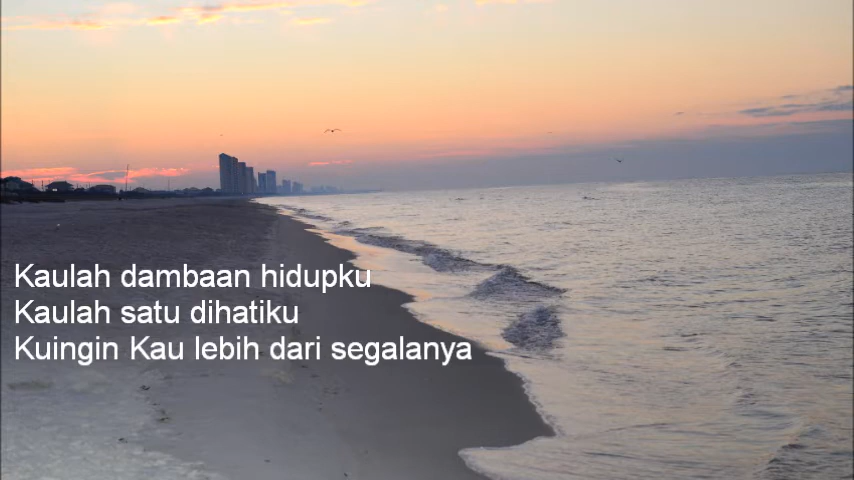 Kaulah dambaan hidupku
Kaulah satu dihatiku
Kuingin Kau lebih dari segalanya